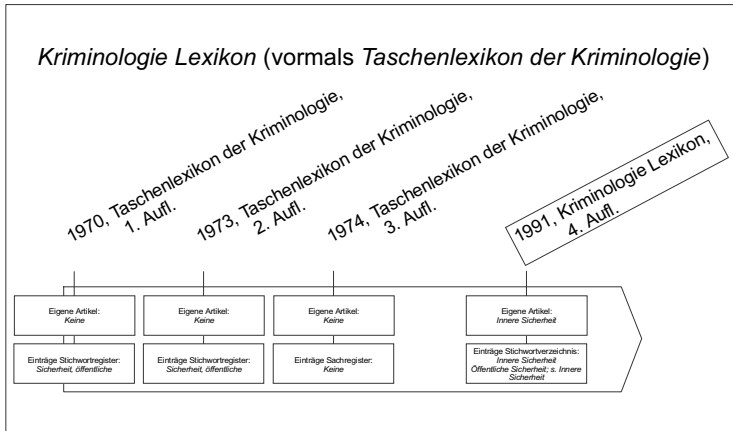 Kriminologie Lexikon (vormals Taschenlexikon der Kriminologie)
1970, Taschenlexikon der Kriminologie,
1. Aufl.
1973, Taschenlexikon der Kriminologie,
2. Aufl.
1974, Taschenlexikon der Kriminologie,
3. Aufl.
1991, Kriminologie Lexikon,
4. Aufl.
Eigene Artikel:
Keine
Eigene Artikel:
Keine
Eigene Artikel:
Keine
Eigene Artikel:
Innere Sicherheit
Einträge Stichwortregister:
Sicherheit, öffentliche
Einträge Stichwortregister:
Sicherheit, öffentliche
Einträge Sachregister:
Keine
Einträge Stichwortverzeichnis:
Innere Sicherheit
Öffentliche Sicherheit; s. Innere
Sicherheit